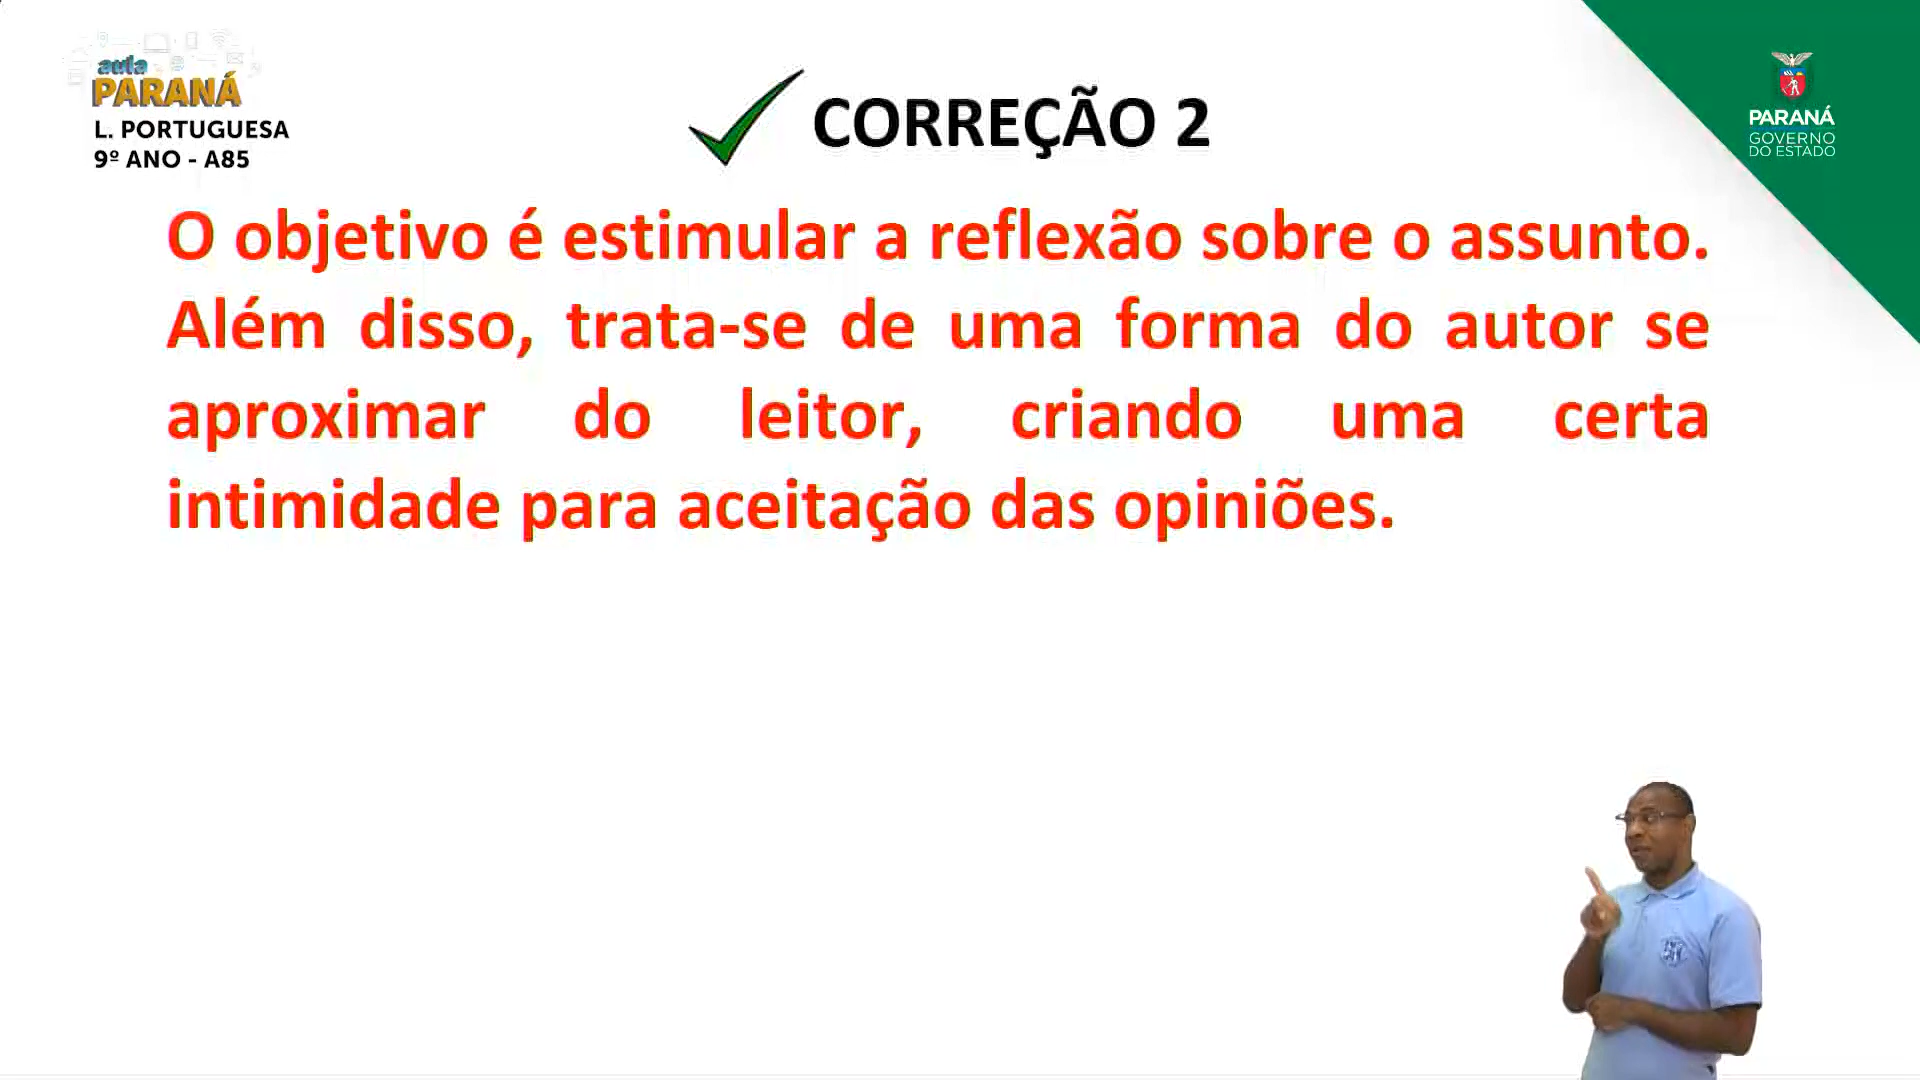 aula
PARANÁ
L. PORTUGUESA
9º ANO - A85
CORREÇÃO 2
PARANÁ
GOVERNO
DO ESTADO
O objetivo é estimular a reflexão sobre o assunto.
Além disso, trata-se de uma forma do autor se
aproximar do leitor, criando uma certa
intimidade para aceitação das opiniões.